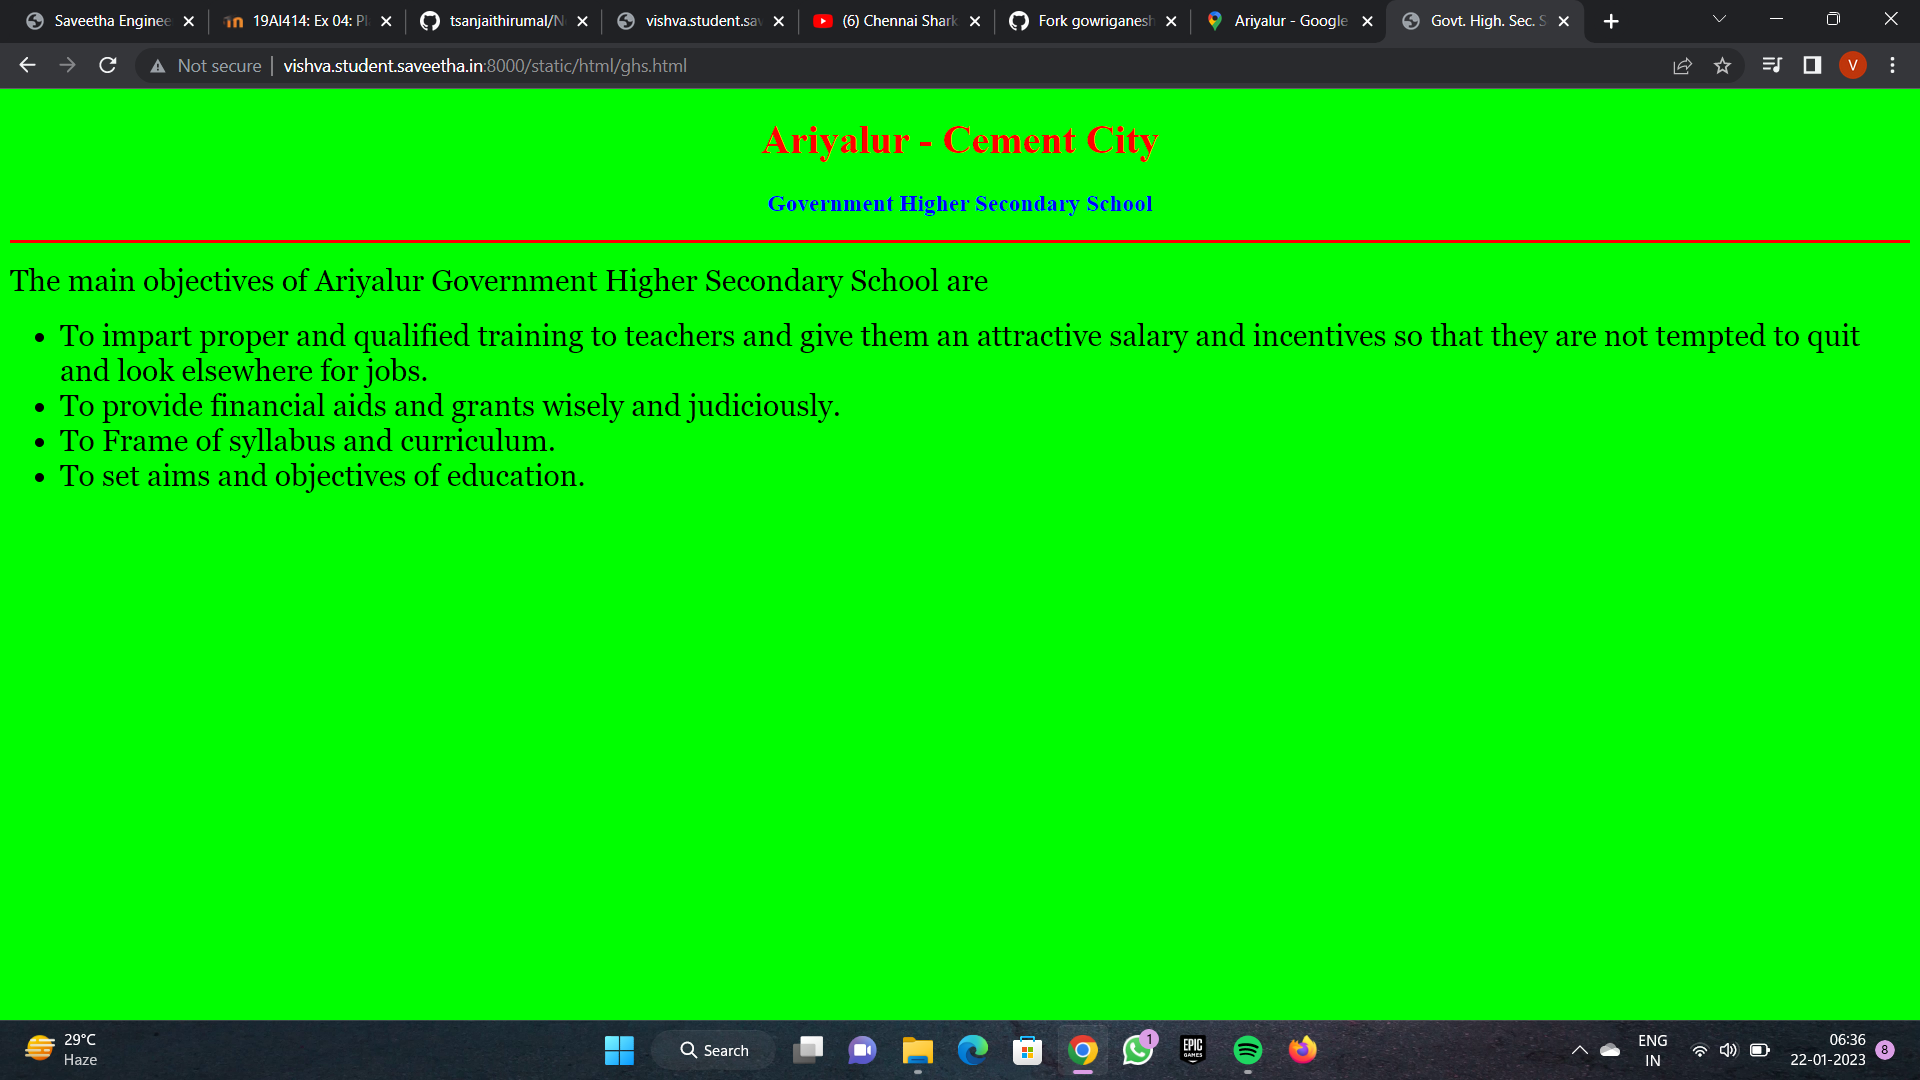 Saveetha Enginee
19AI414: Ex 04: Pl
tsanjaithirumal/N
vishva.student.sav
(6) Chennai Shark
Fork gowriganesh
Ariyalur - Google
Govt. High. Sec. S
Not secure
vishva.student.saveetha.in:8000/static/html/ghs.html
V
Ariyalur - Cement City
Government Higher Secondary School
The main objectives of Ariyalur Government Higher Secondary School are
• To impart proper and qualified training to teachers and give them an attractive salary and incentives so that they are not tempted to quit
and look elsewhere for jobs.
• To provide financial aids and grants wisely and judiciously.
• To Frame of syllabus and curriculum.
• To set aims and objectives of education.
29°C
Haze
Search
1
EPIC
GAMES
ENG
IN
06:36
22-01-2023
8